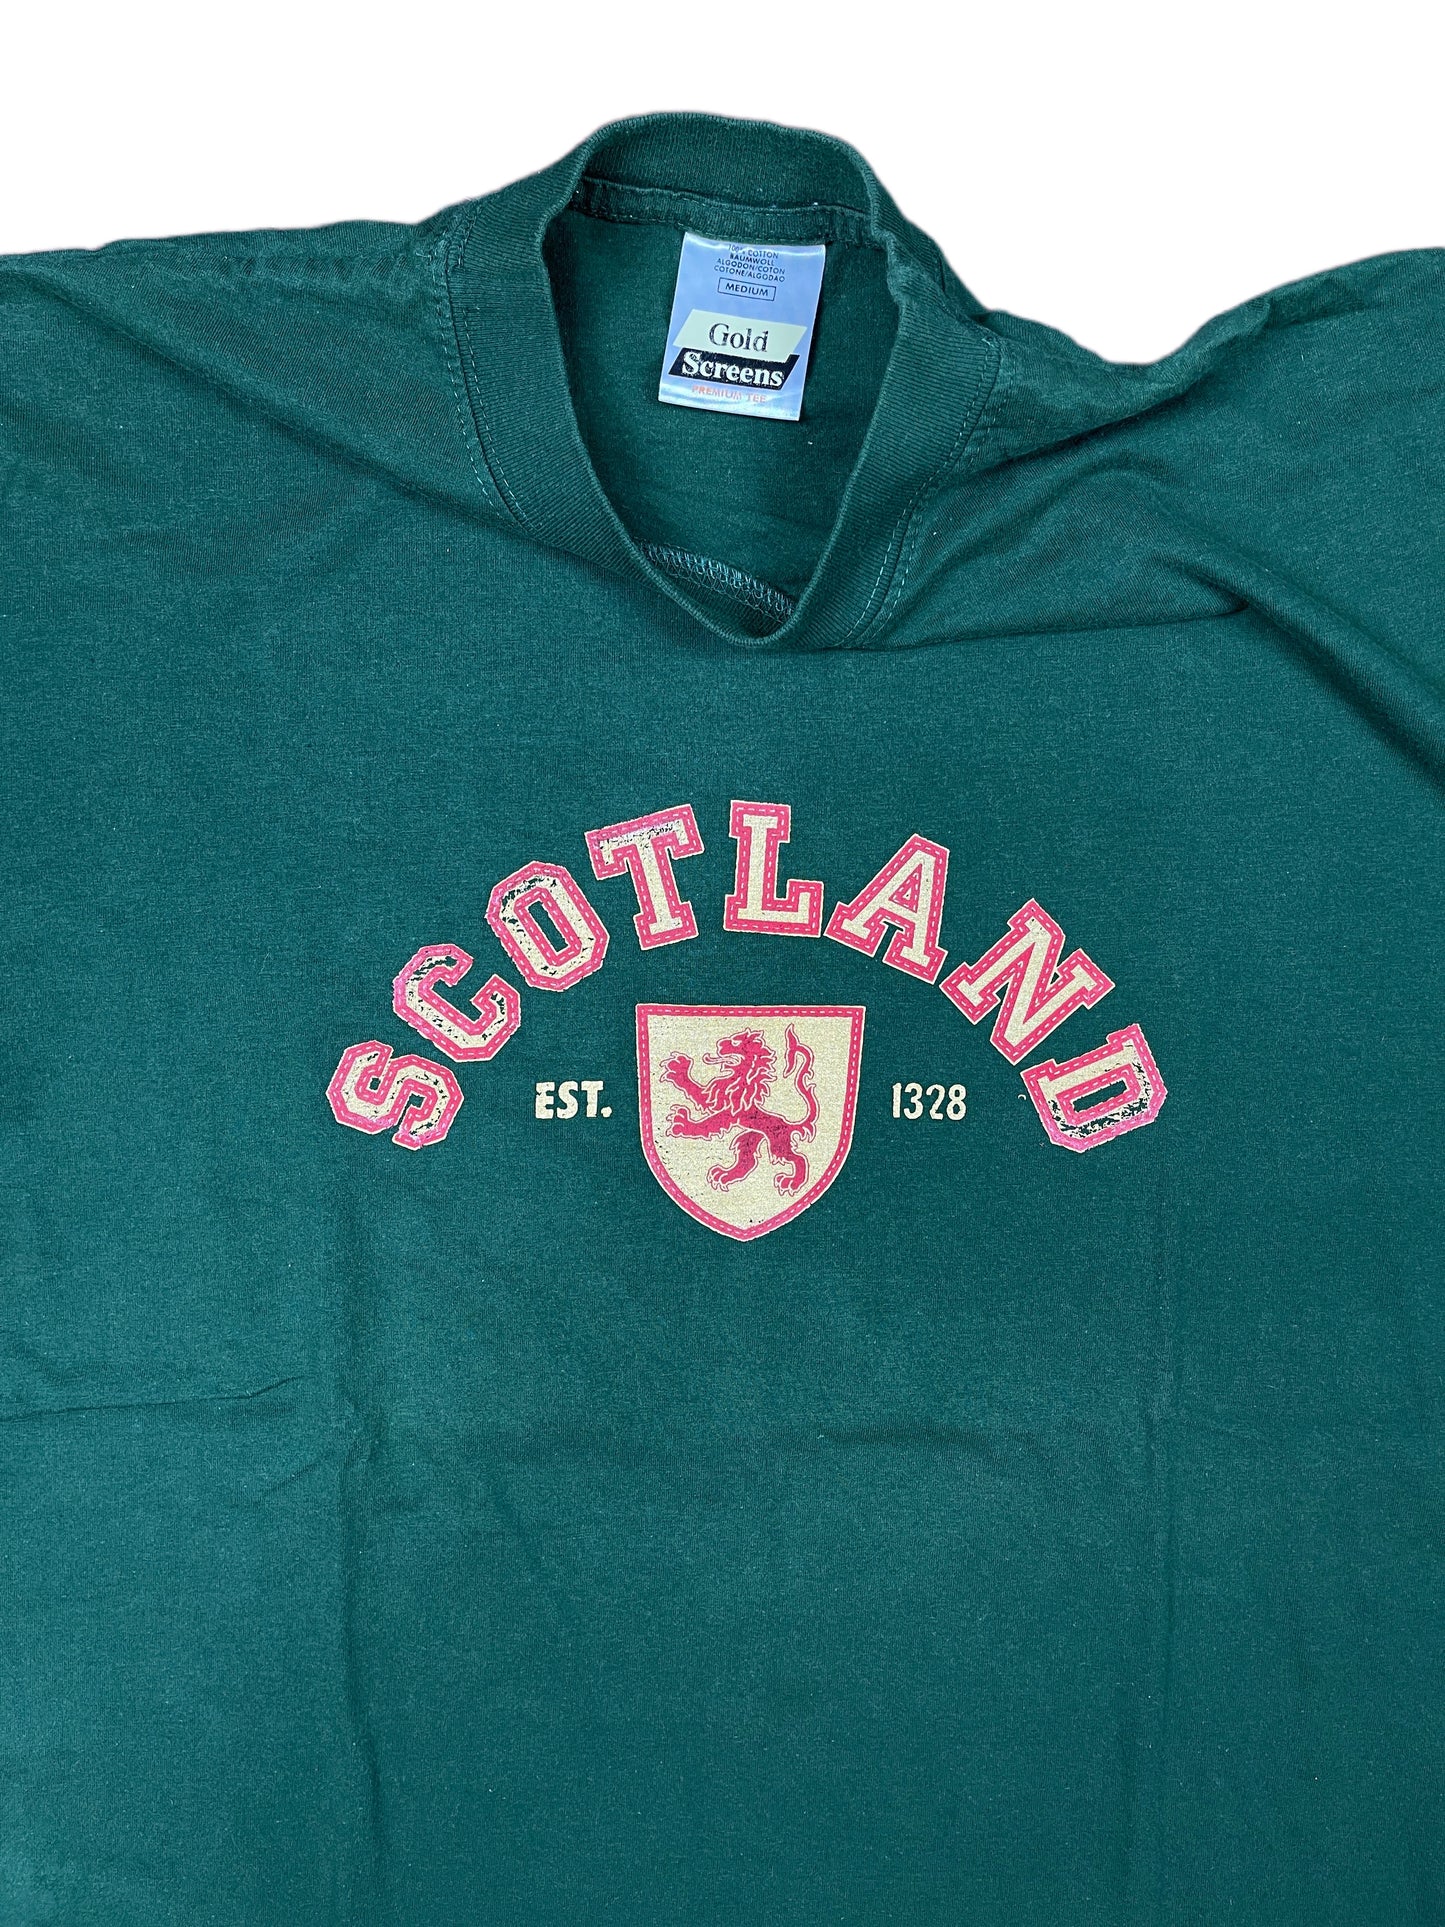 100% COTTON
BAUMWOLL
ALGODON/COTON
COTONE/ALGODAO
MEDIUM
Gold
Screens
PREMIUM TEE
SCOTLAND
EST. 1328